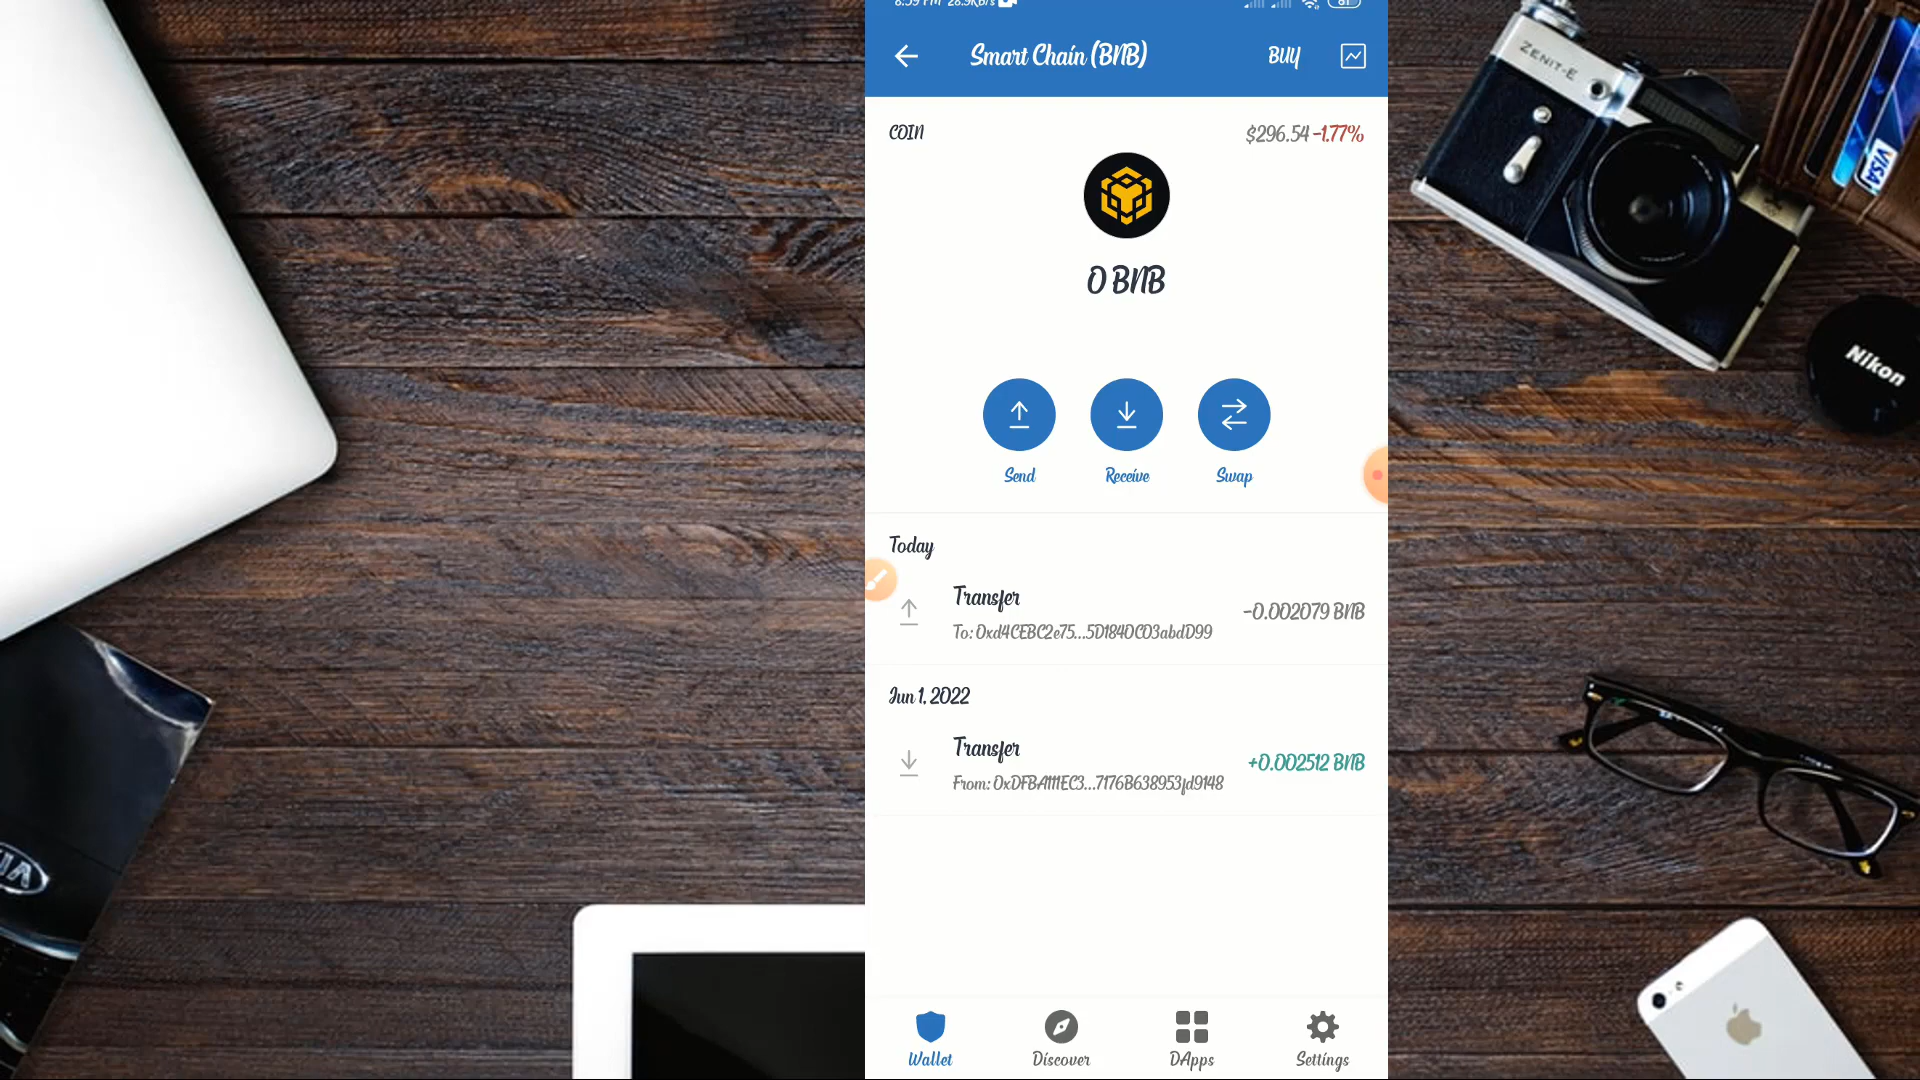 Smart Chain (BNB)
BUY
COIN
$296.54 -1.77%
0 BNB
Send
Receive
Swap
Today
Transfer
-0.002079 BNB
To: 0xd4CEBC2e75...5D1840C03abdD99
Jun 1, 2022
Transfer
+0.002512 BNB
From: 0xDFBA111EC3...7176B638953fd9148
Wallet
Discover
DApps
Settings
ZENIT-E
VISA
Nikon